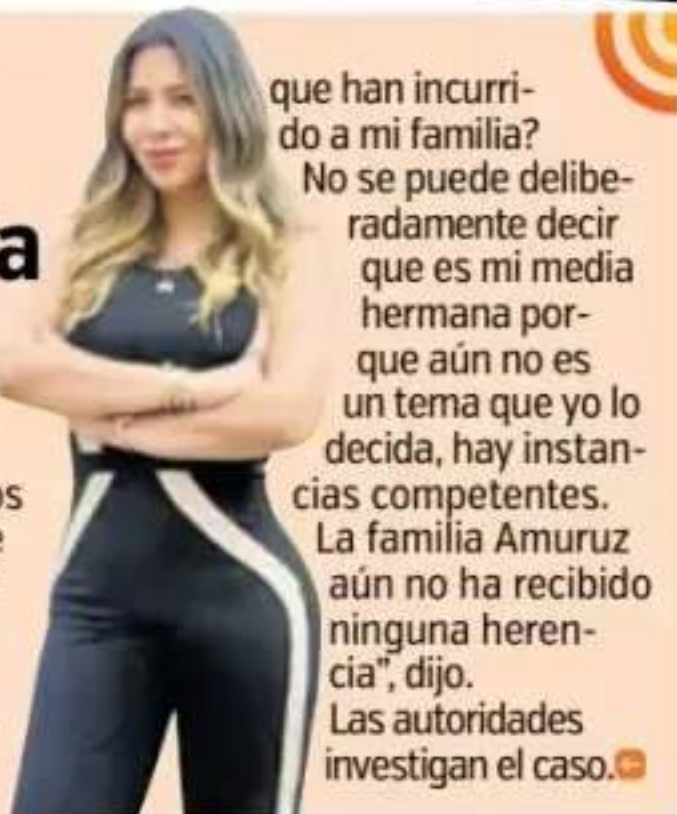 a
que han incurri-
do a mi familia?
No se puede delibe-
radamente decir
que es mi media
hermana por-
que aún no es
un tema que yo lo
decida, hay instan-
cias competentes.
La familia Amuruz
aún no ha recibido
ninguna heren-
cia", dijo.
Las autoridades
investigan el caso.
os
e